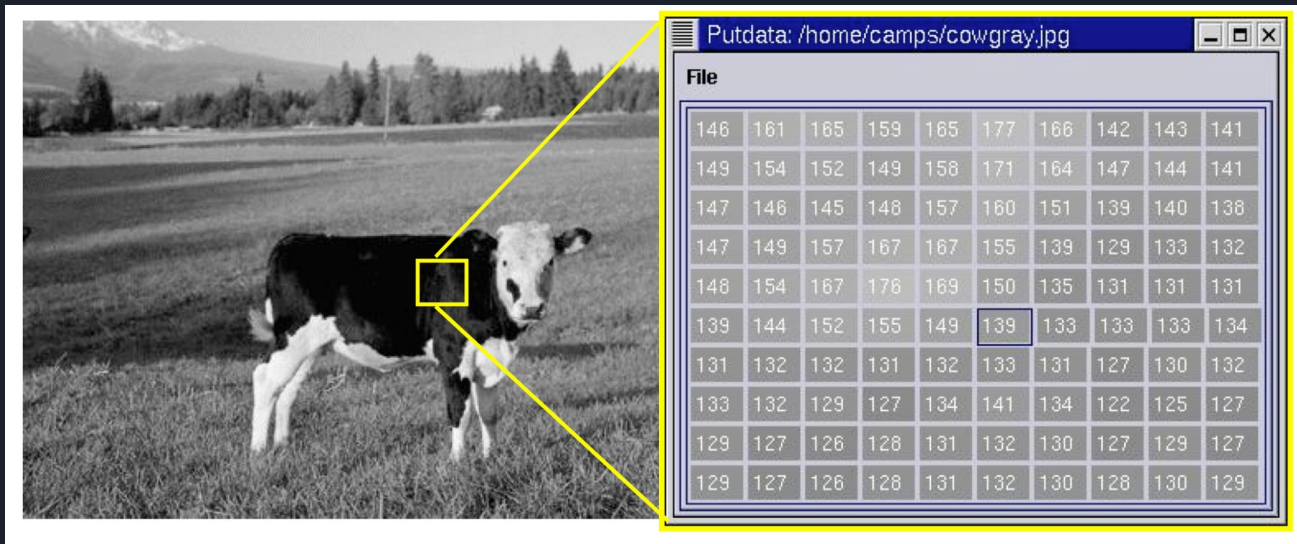 Putdata: /home/camps/cowgray.jpg
File
146 161 165 159 165 177 166 142 143 141
149 154 152 149 158 171 164 147 144 141
147 146 145 148 157 160 151 139 140 138
147 149 157 167 167 155 139 129 133 132
148 154 167 176 169 150 135 131 131 131
139 144 152 155 149 139 133 133 133 134
131 132 132 131 132 133 131 127 130 132
133 132 129 127 134 141 134 122 125 127
129 127 126 128 131 132 130 127 129 127
129 127 126 128 131 132 130 128 130 129